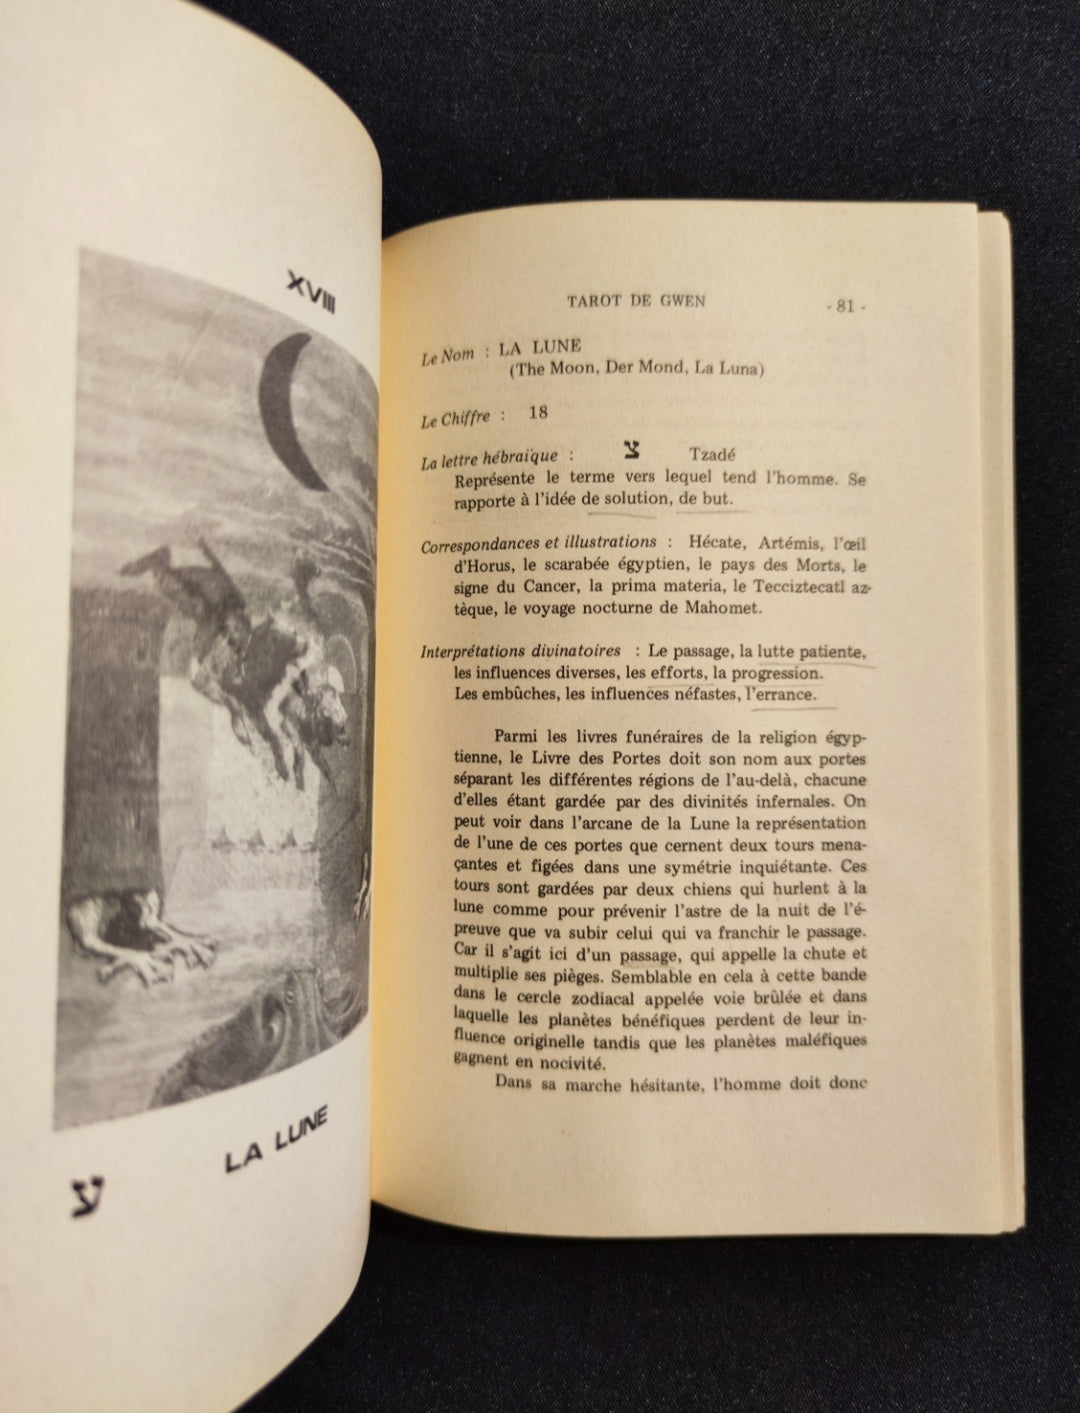 XVIII
LA LUNE
צ
TAROT DE GWEN
- 81 -
Le Nom : LA LUNE
(The Moon, Der Mond, La Luna)
Le Chiffre : 18
La lettre hébraïque : צ Tzadé
Représente le terme vers lequel tend l'homme. Se
rapporte à l'idée de solution, de but.
Correspondances et illustrations : Hécate, Artémis, l'œil
d'Horus, le scarabée égyptien, le pays des Morts, le
signe du Cancer, la prima materia, le Tecciztecatl az-
tèque, le voyage nocturne de Mahomet.
Interprétations divinatoires : Le passage, la lutte patiente,
les influences diverses, les efforts, la progression.
Les embûches, les influences néfastes, l'errance.
Parmi les livres funéraires de la religion égyp-
tienne, le Livre des Portes doit son nom aux portes
séparant les différentes régions de l'au-delà, chacune
d'elles étant gardée par des divinités infernales. On
peut voir dans l'arcane de la Lune la représentation
de l'une de ces portes que cernent deux tours mena-
çantes et figées dans une symétrie inquiétante. Ces
tours sont gardées par deux chiens qui hurlent à la
lune comme pour prévenir l'astre de la nuit de l'é-
preuve que va subir celui qui va franchir le passage.
Car il s'agit ici d'un passage, qui appelle la chute et
multiplie ses pièges. Semblable en cela à cette bande
dans le cercle zodiacal appelée voie brûlée et dans
laquelle les planètes bénéfiques perdent de leur in-
fluence originelle tandis que les planètes maléfiques
gagnent en nocivité.
Dans sa marche hésitante, l'homme doit donc